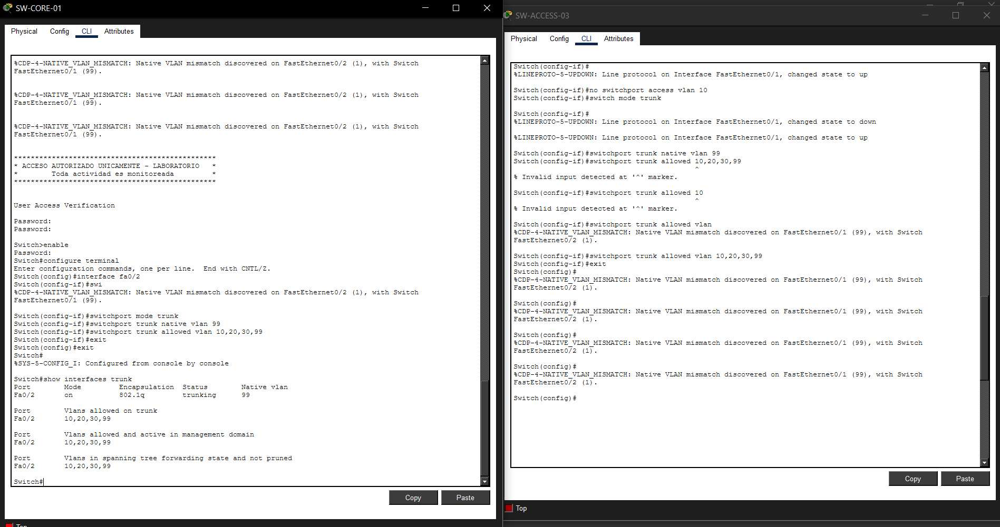 SW-CORE-01
Physical Config CLI Attributes
%CDP-4-NATIVE_VLAN_MISMATCH: Native VLAN mismatch discovered on FastEthernet0/2 (1), with Switch
FastEthernet0/1 (99).
%CDP-4-NATIVE_VLAN_MISMATCH: Native VLAN mismatch discovered on FastEthernet0/2 (1), with Switch
FastEthernet0/1 (99).
%CDP-4-NATIVE_VLAN_MISMATCH: Native VLAN mismatch discovered on FastEthernet0/2 (1), with Switch
FastEthernet0/1 (99).
************************************************
* ACCESO AUTORIZADO UNICAMENTE - LABORATORIO   *
*        Toda actividad es monitoreada         *
************************************************
User Access Verification
Password:
Password:
Switch>enable
Password:
Switch#configure terminal
Enter configuration commands, one per line.  End with CNTL/Z.
Switch(config)#interface fa0/2
Switch(config-if)#swi
%CDP-4-NATIVE_VLAN_MISMATCH: Native VLAN mismatch discovered on FastEthernet0/2 (1), with Switch
FastEthernet0/1 (99).
Switch(config-if)#switchport mode trunk
Switch(config-if)#switchport trunk native vlan 99
Switch(config-if)#switchport trunk allowed vlan 10,20,30,99
Switch(config-if)#exit
Switch(config)#exit
Switch#
%SYS-5-CONFIG_I: Configured from console by console
Switch#show interfaces trunk
Port        Mode         Encapsulation  Status        Native vlan
Fa0/2       on           802.1q         trunking      99
Port        Vlans allowed on trunk
Fa0/2       10,20,30,99
Port        Vlans allowed and active in management domain
Fa0/2       10,20,30,99
Port        Vlans in spanning tree forwarding state and not pruned
Fa0/2       10,20,30,99
Switch#
Copy Paste
Top
SW-ACCESS-03
Physical Config CLI Attributes
Switch(config-if)#
%LINEPROTO-5-UPDOWN: Line protocol on Interface FastEthernet0/1, changed state to up
Switch(config-if)#no switchport access vlan 10
Switch(config-if)#switch mode trunk
Switch(config-if)#
%LINEPROTO-5-UPDOWN: Line protocol on Interface FastEthernet0/1, changed state to down
%LINEPROTO-5-UPDOWN: Line protocol on Interface FastEthernet0/1, changed state to up
Switch(config-if)#switchport trunk native vlan 99
Switch(config-if)#switchport trunk allowed 10,20,30,99
^
% Invalid input detected at '^' marker.
Switch(config-if)#switchport trunk allowed 10
^
% Invalid input detected at '^' marker.
Switch(config-if)#switchport trunk allowed vlan
%CDP-4-NATIVE_VLAN_MISMATCH: Native VLAN mismatch discovered on FastEthernet0/1 (99), with Switch
FastEthernet0/2 (1).
Switch(config-if)#switchport trunk allowed vlan 10,20,30,99
Switch(config-if)#exit
Switch(config)#
%CDP-4-NATIVE_VLAN_MISMATCH: Native VLAN mismatch discovered on FastEthernet0/1 (99), with Switch
FastEthernet0/2 (1).
Switch(config)#
%CDP-4-NATIVE_VLAN_MISMATCH: Native VLAN mismatch discovered on FastEthernet0/1 (99), with Switch
FastEthernet0/2 (1).
Switch(config)#
%CDP-4-NATIVE_VLAN_MISMATCH: Native VLAN mismatch discovered on FastEthernet0/1 (99), with Switch
FastEthernet0/2 (1).
Switch(config)#
%CDP-4-NATIVE_VLAN_MISMATCH: Native VLAN mismatch discovered on FastEthernet0/1 (99), with Switch
FastEthernet0/2 (1).
Switch(config)#
Copy Paste
Top